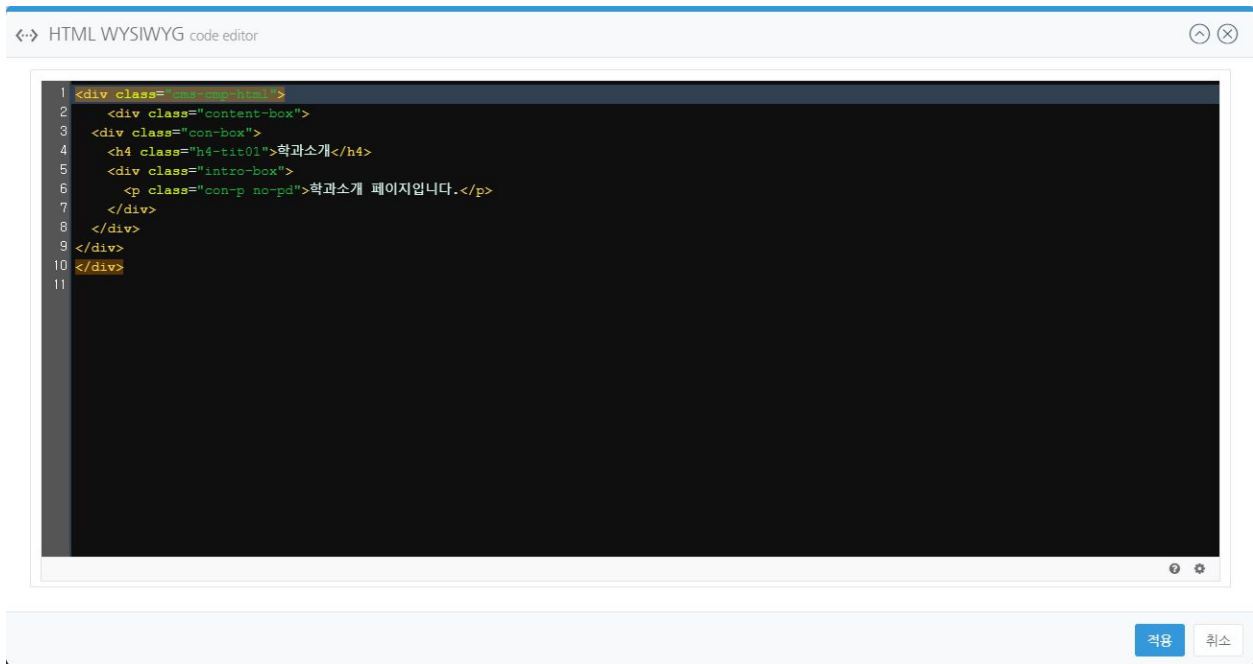 HTML WYSIWYG code editor
1 <div class="cms-cmp-html">
2 <div class="content-box">
3 <div class="con-box">
4 <h4 class="h4-tit01">학과소개</h4>
5 <div class="intro-box">
6 <p class="con-p no-pd">학과소개 페이지입니다.</p>
7 </div>
8 </div>
9 </div>
10 </div>
11
적용 취소